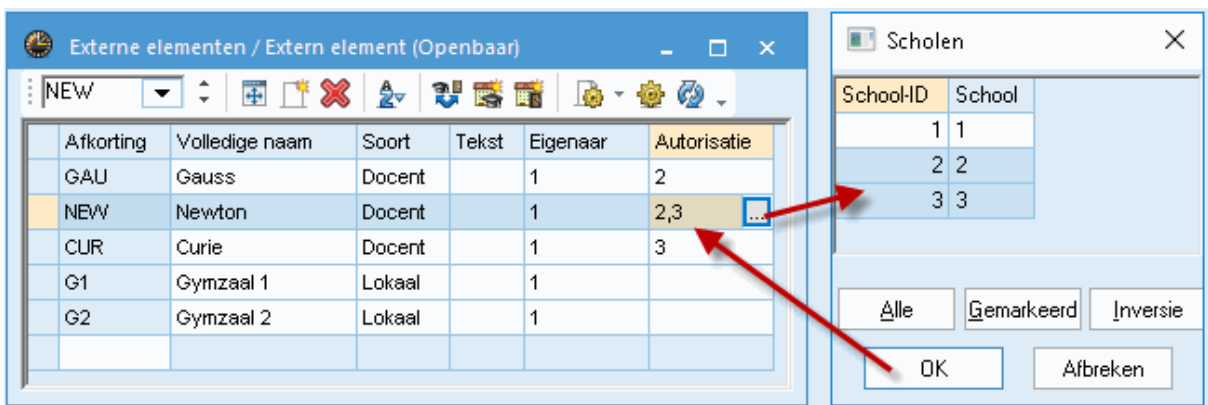 Externe elementen / Extern element (Openbaar)
NEW
Afkorting Volledige naam Soort Tekst Eigenaar Autorisatie
GAU Gauss Docent 1 2
NEW Newton Docent 1 2,3 ...
CUR Curie Docent 1 3
G1 Gymzaal 1 Lokaal 1
G2 Gymzaal 2 Lokaal 1
Scholen
School-ID School
1 1
2 2
3 3
Alle Gemarkeerd Inversie
OK Afbreken